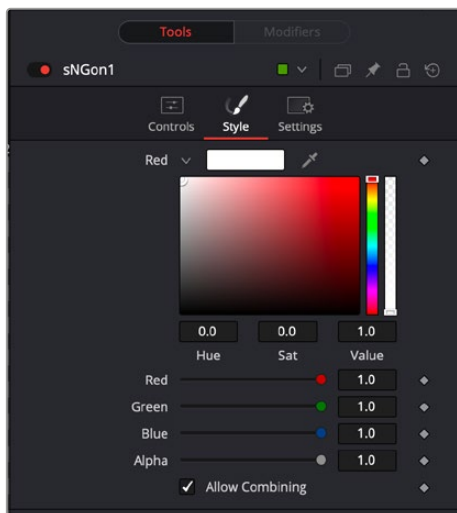 Tools Modifiers
sNGon1
Controls Style Settings
Red
0.0 0.0 1.0
Hue Sat Value
Red 1.0
Green 1.0
Blue 1.0
Alpha 1.0
Allow Combining